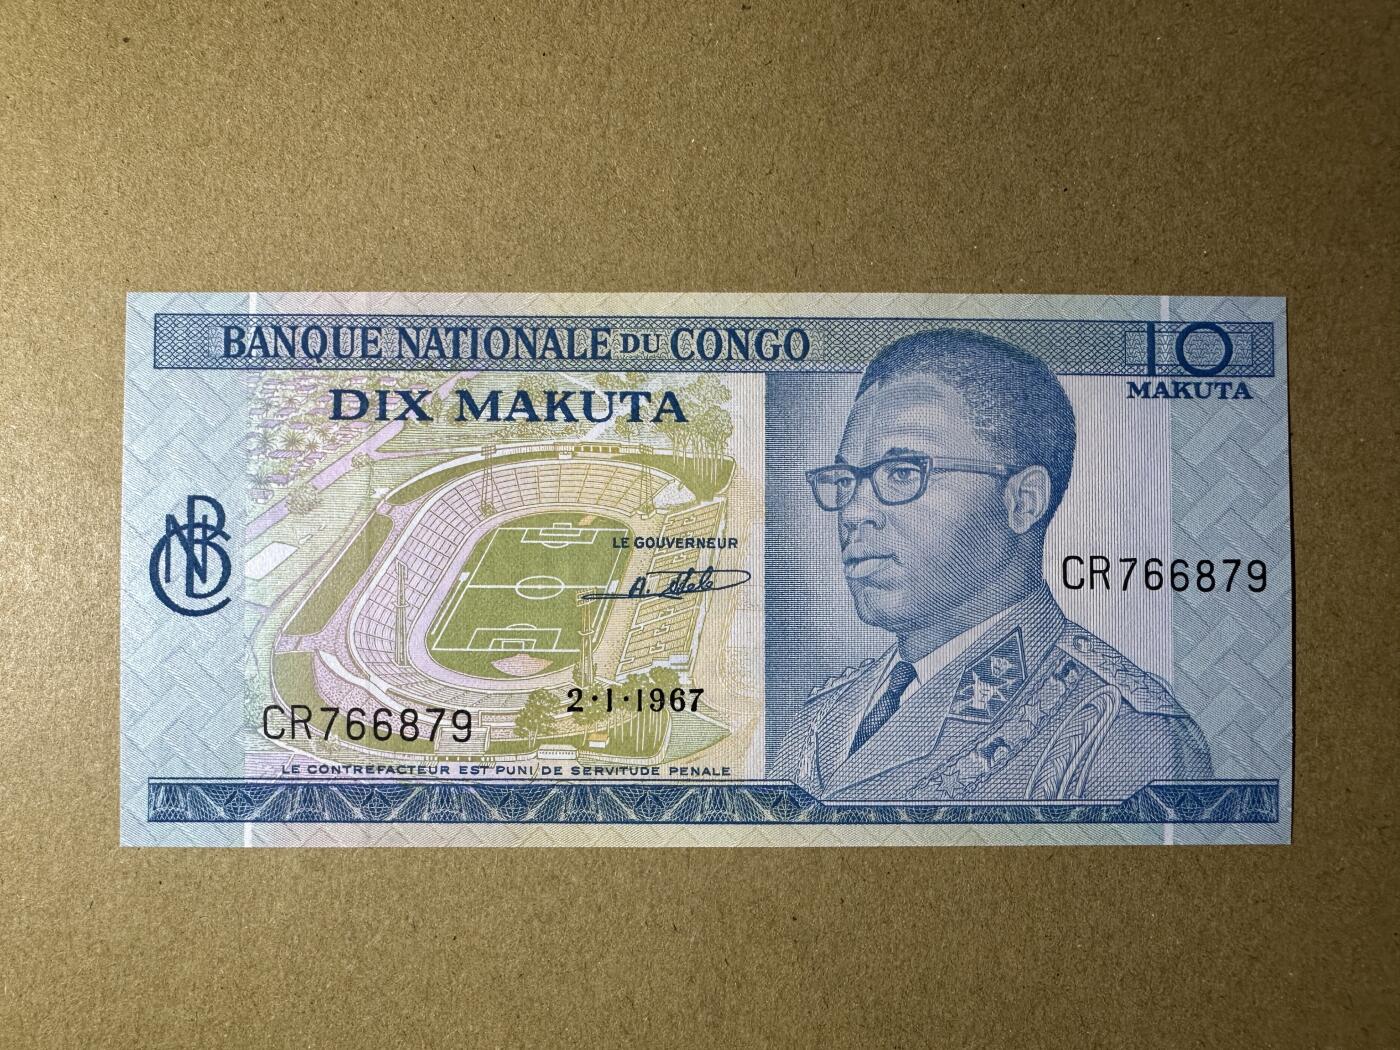 BANQUE NATIONALE DU CONGO
10
MAKUTA
DIX MAKUTA
BNC
LE GOUVERNEUR
CR766879
2·1·1967
CR766879
LE CONTREFACTEUR EST PUNI DE SERVITUDE PENALE